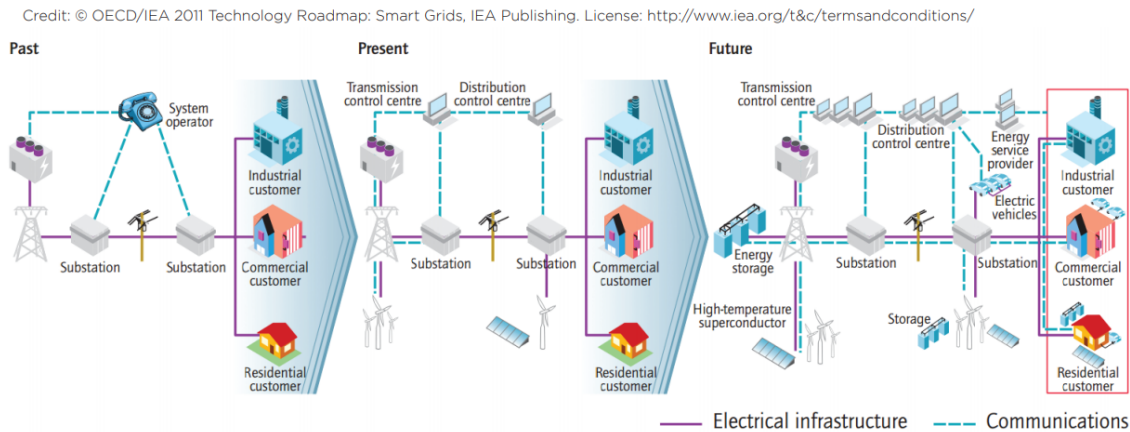 Credit: © OECD/IEA 2011 Technology Roadmap: Smart Grids, IEA Publishing. License: http://www.iea.org/t&c/termsandconditions/
Past
System
operator
Industrial
customer
Substation
Substation
Commercial
customer
Residential
customer
Present
Transmission
control centre
Distribution
control centre
Industrial
customer
Substation
Substation
Commercial
customer
Residential
customer
Future
Transmission
control centre
Distribution
control centre
Energy
service
provider
Industrial
customer
Electric
vehicles
Energy
storage
Substation
Substation
Commercial
customer
High-temperature
superconductor
Storage
Residential
customer
Electrical infrastructure
Communications